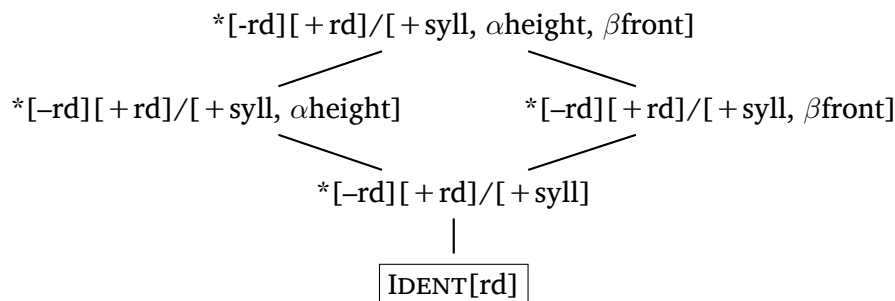 *[-rd][+rd]/[+syll, αheight, βfront]
*[–rd][+rd]/[+syll, αheight] *[–rd][+rd]/[+syll, βfront]
*[–rd][+rd]/[+syll]
IDENT[rd]